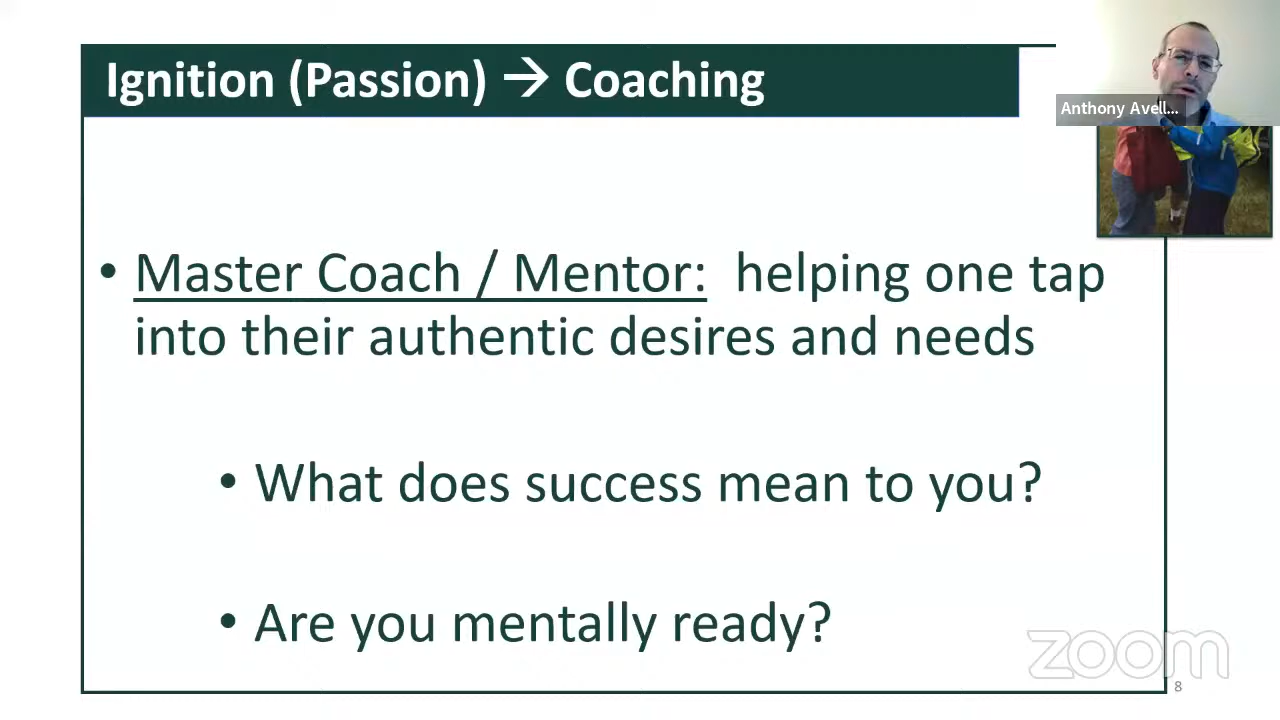 Ignition (Passion) → Coaching
Anthony Avell...
• Master Coach / Mentor: helping one tap
into their authentic desires and needs
• What does success mean to you?
• Are you mentally ready?
zoom
8